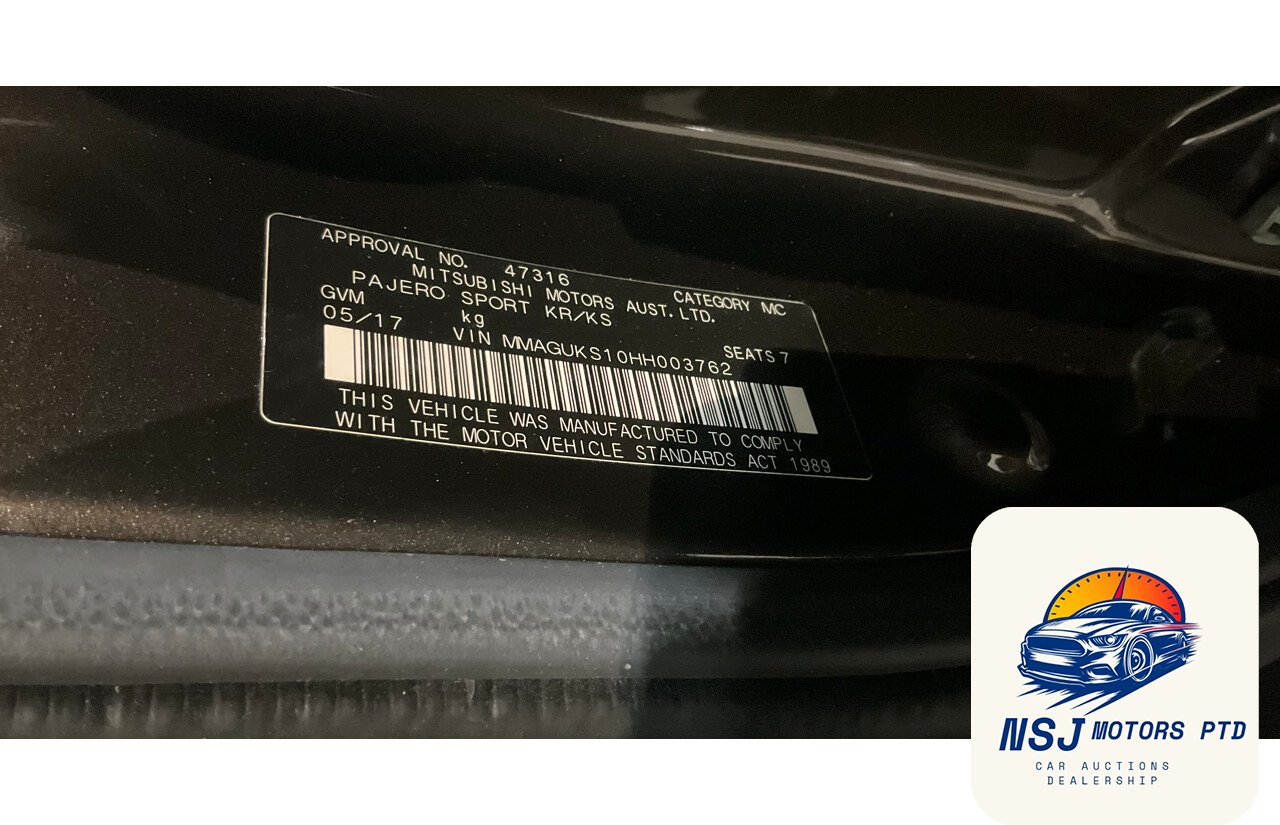 APPROVAL NO. 47316 CATEGORY MC
MITSUBISHI MOTORS AUST. LTD.
PAJERO SPORT KR/KS
GVM kg SEATS 7
05/17 VIN MMAGUKS10HH003762
THIS VEHICLE WAS MANUFACTURED TO COMPLY
WITH THE MOTOR VEHICLE STANDARDS ACT 1989
NSJ MOTORS PTD
CAR AUCTIONS
DEALERSHIP